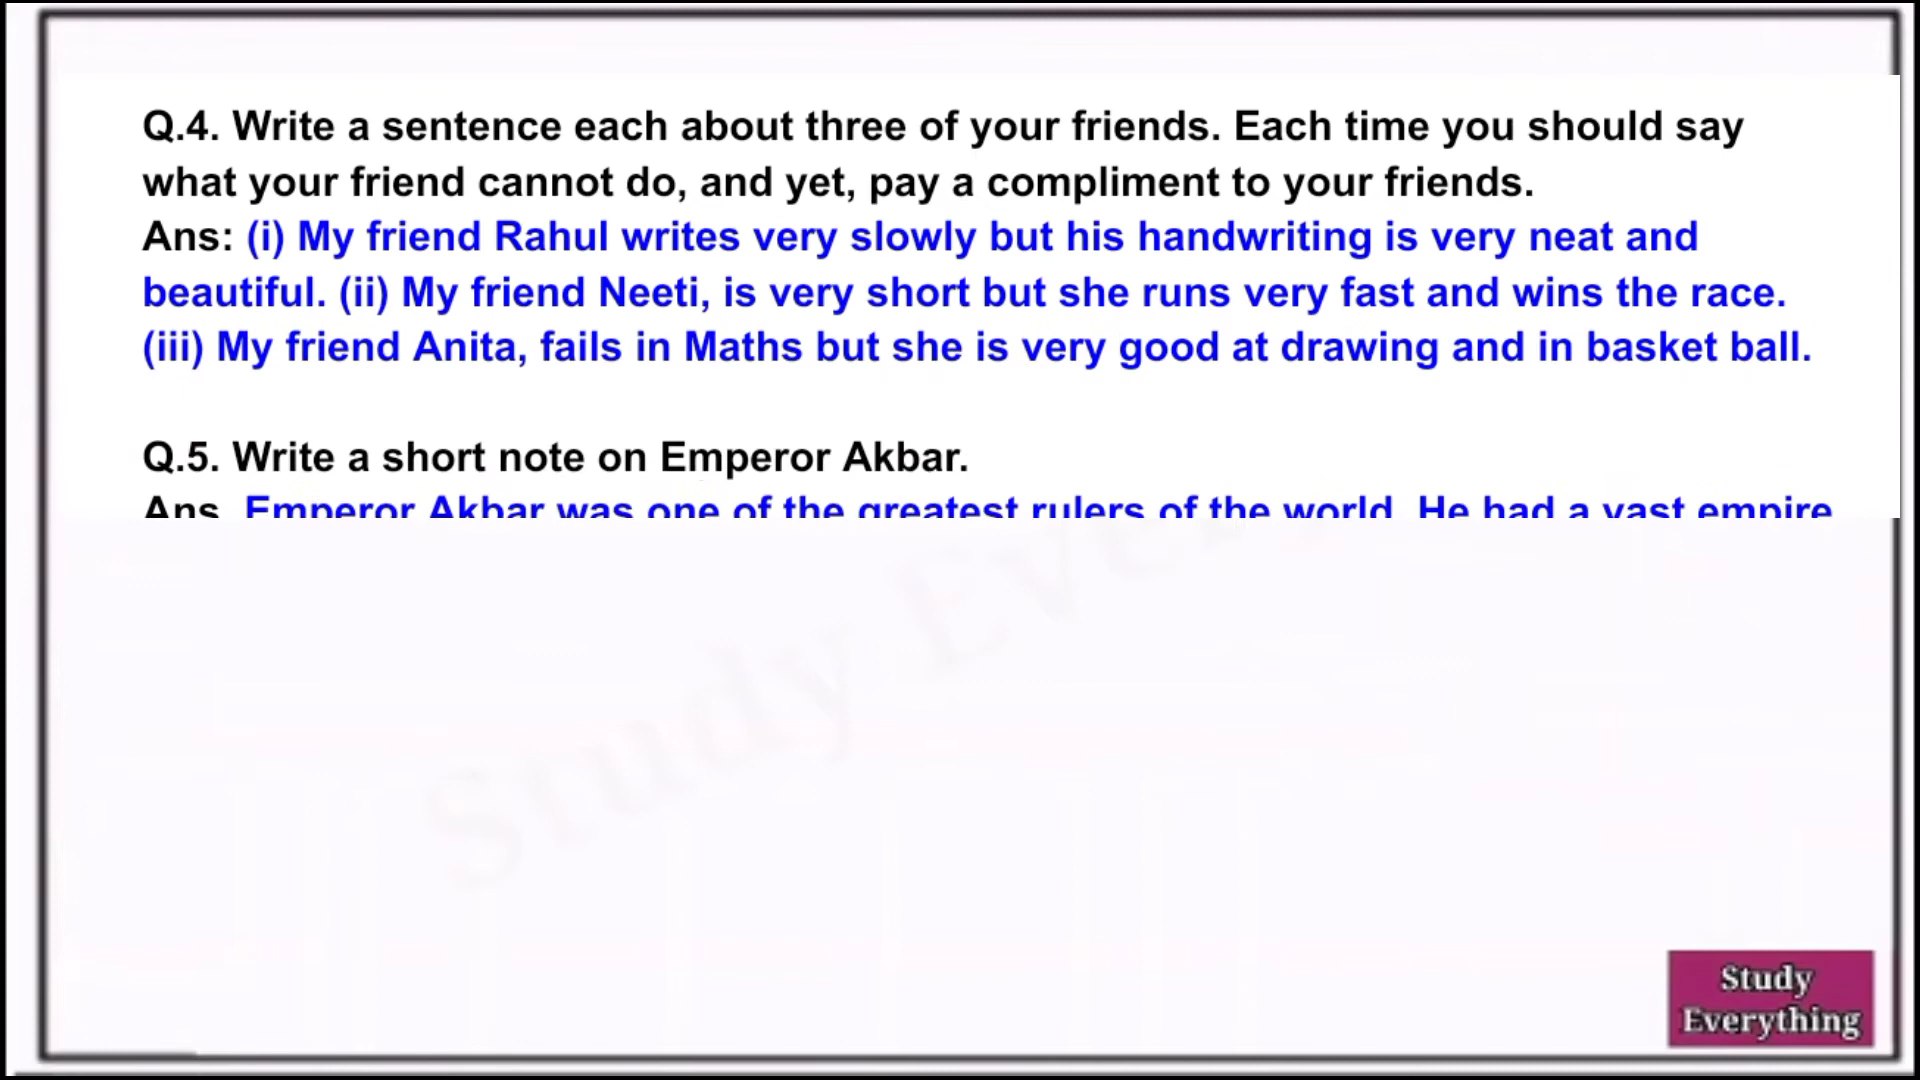 Q.4. Write a sentence each about three of your friends. Each time you should say
what your friend cannot do, and yet, pay a compliment to your friends.
Ans: (i) My friend Rahul writes very slowly but his handwriting is very neat and
beautiful. (ii) My friend Neeti, is very short but she runs very fast and wins the race.
(iii) My friend Anita, fails in Maths but she is very good at drawing and in basket ball.
Q.5. Write a short note on Emperor Akbar.
Ans. Emperor Akbar was one of the greatest rulers of the world. He had a vast empire
Study Ever
Study
Everything